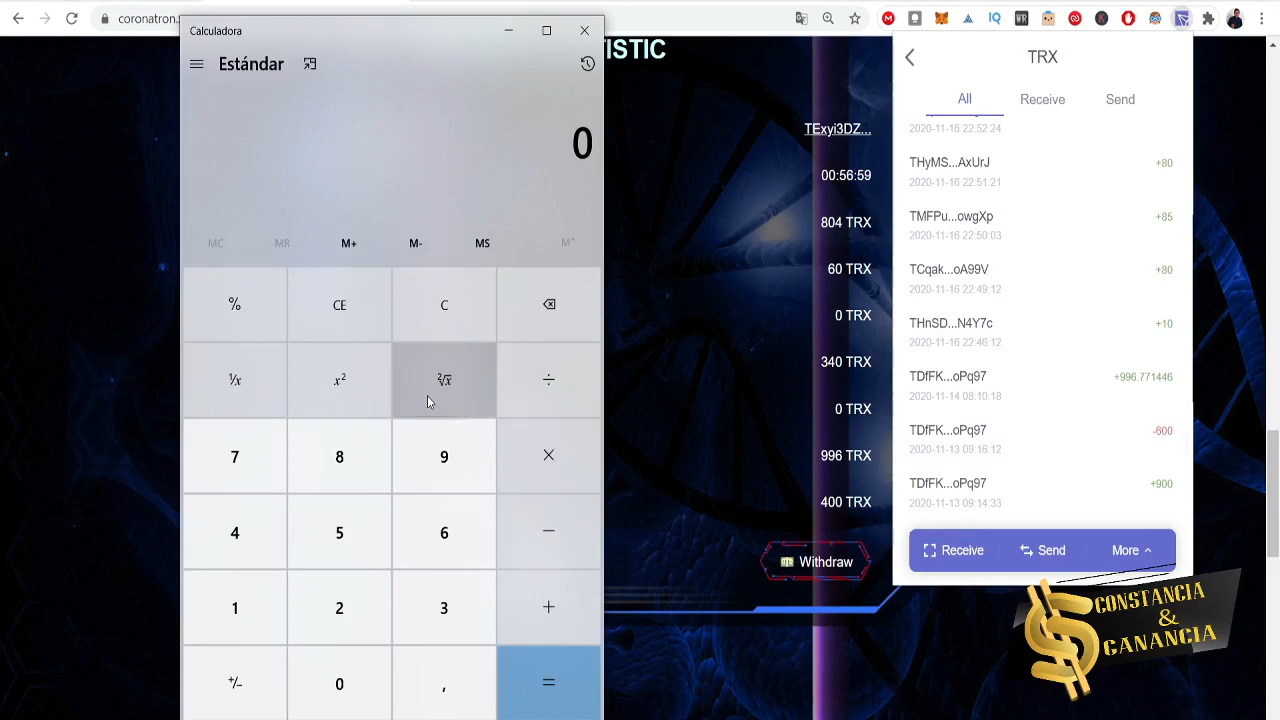 coronatron.
Calculadora
Estándar
0
MC MR M+ M- MS M˅
% CE C
¹/x x² ²√x ÷
7 8 9 ×
4 5 6 −
1 2 3 +
+/- 0 , =
TISTIC
TExyi3DZ...
00:56:59
804 TRX
60 TRX
0 TRX
340 TRX
0 TRX
996 TRX
400 TRX
Withdraw
TRX
All Receive Send
2020-11-16 22:52:24
THyMS...AxUrJ +80
2020-11-16 22:51:21
TMFPu...owgXp +85
2020-11-16 22:50:03
TCqak...oA99V +80
2020-11-16 22:49:12
THnSD...N4Y7c +10
2020-11-16 22:46:12
TDfFK...oPq97 +996.771446
2020-11-14 08:10:18
TDfFK...oPq97 -600
2020-11-13 09:16:12
TDfFK...oPq97 +900
2020-11-13 09:14:33
Receive Send More
CONSTANCIA
&
GANANCIA